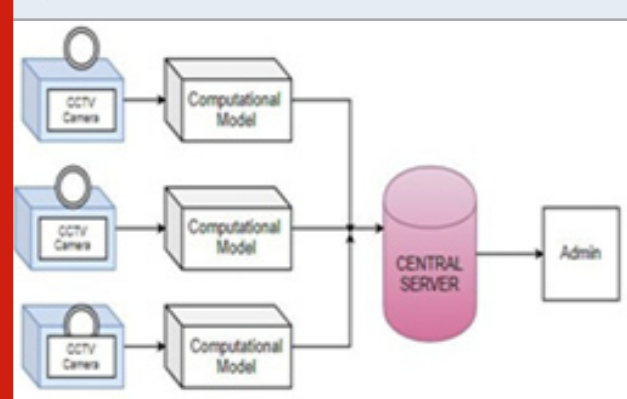 CCTV
Camera
Computational
Model
CCTV
Camera
Computational
Model
CENTRAL
SERVER
Admin
CCTV
Camera
Computational
Model